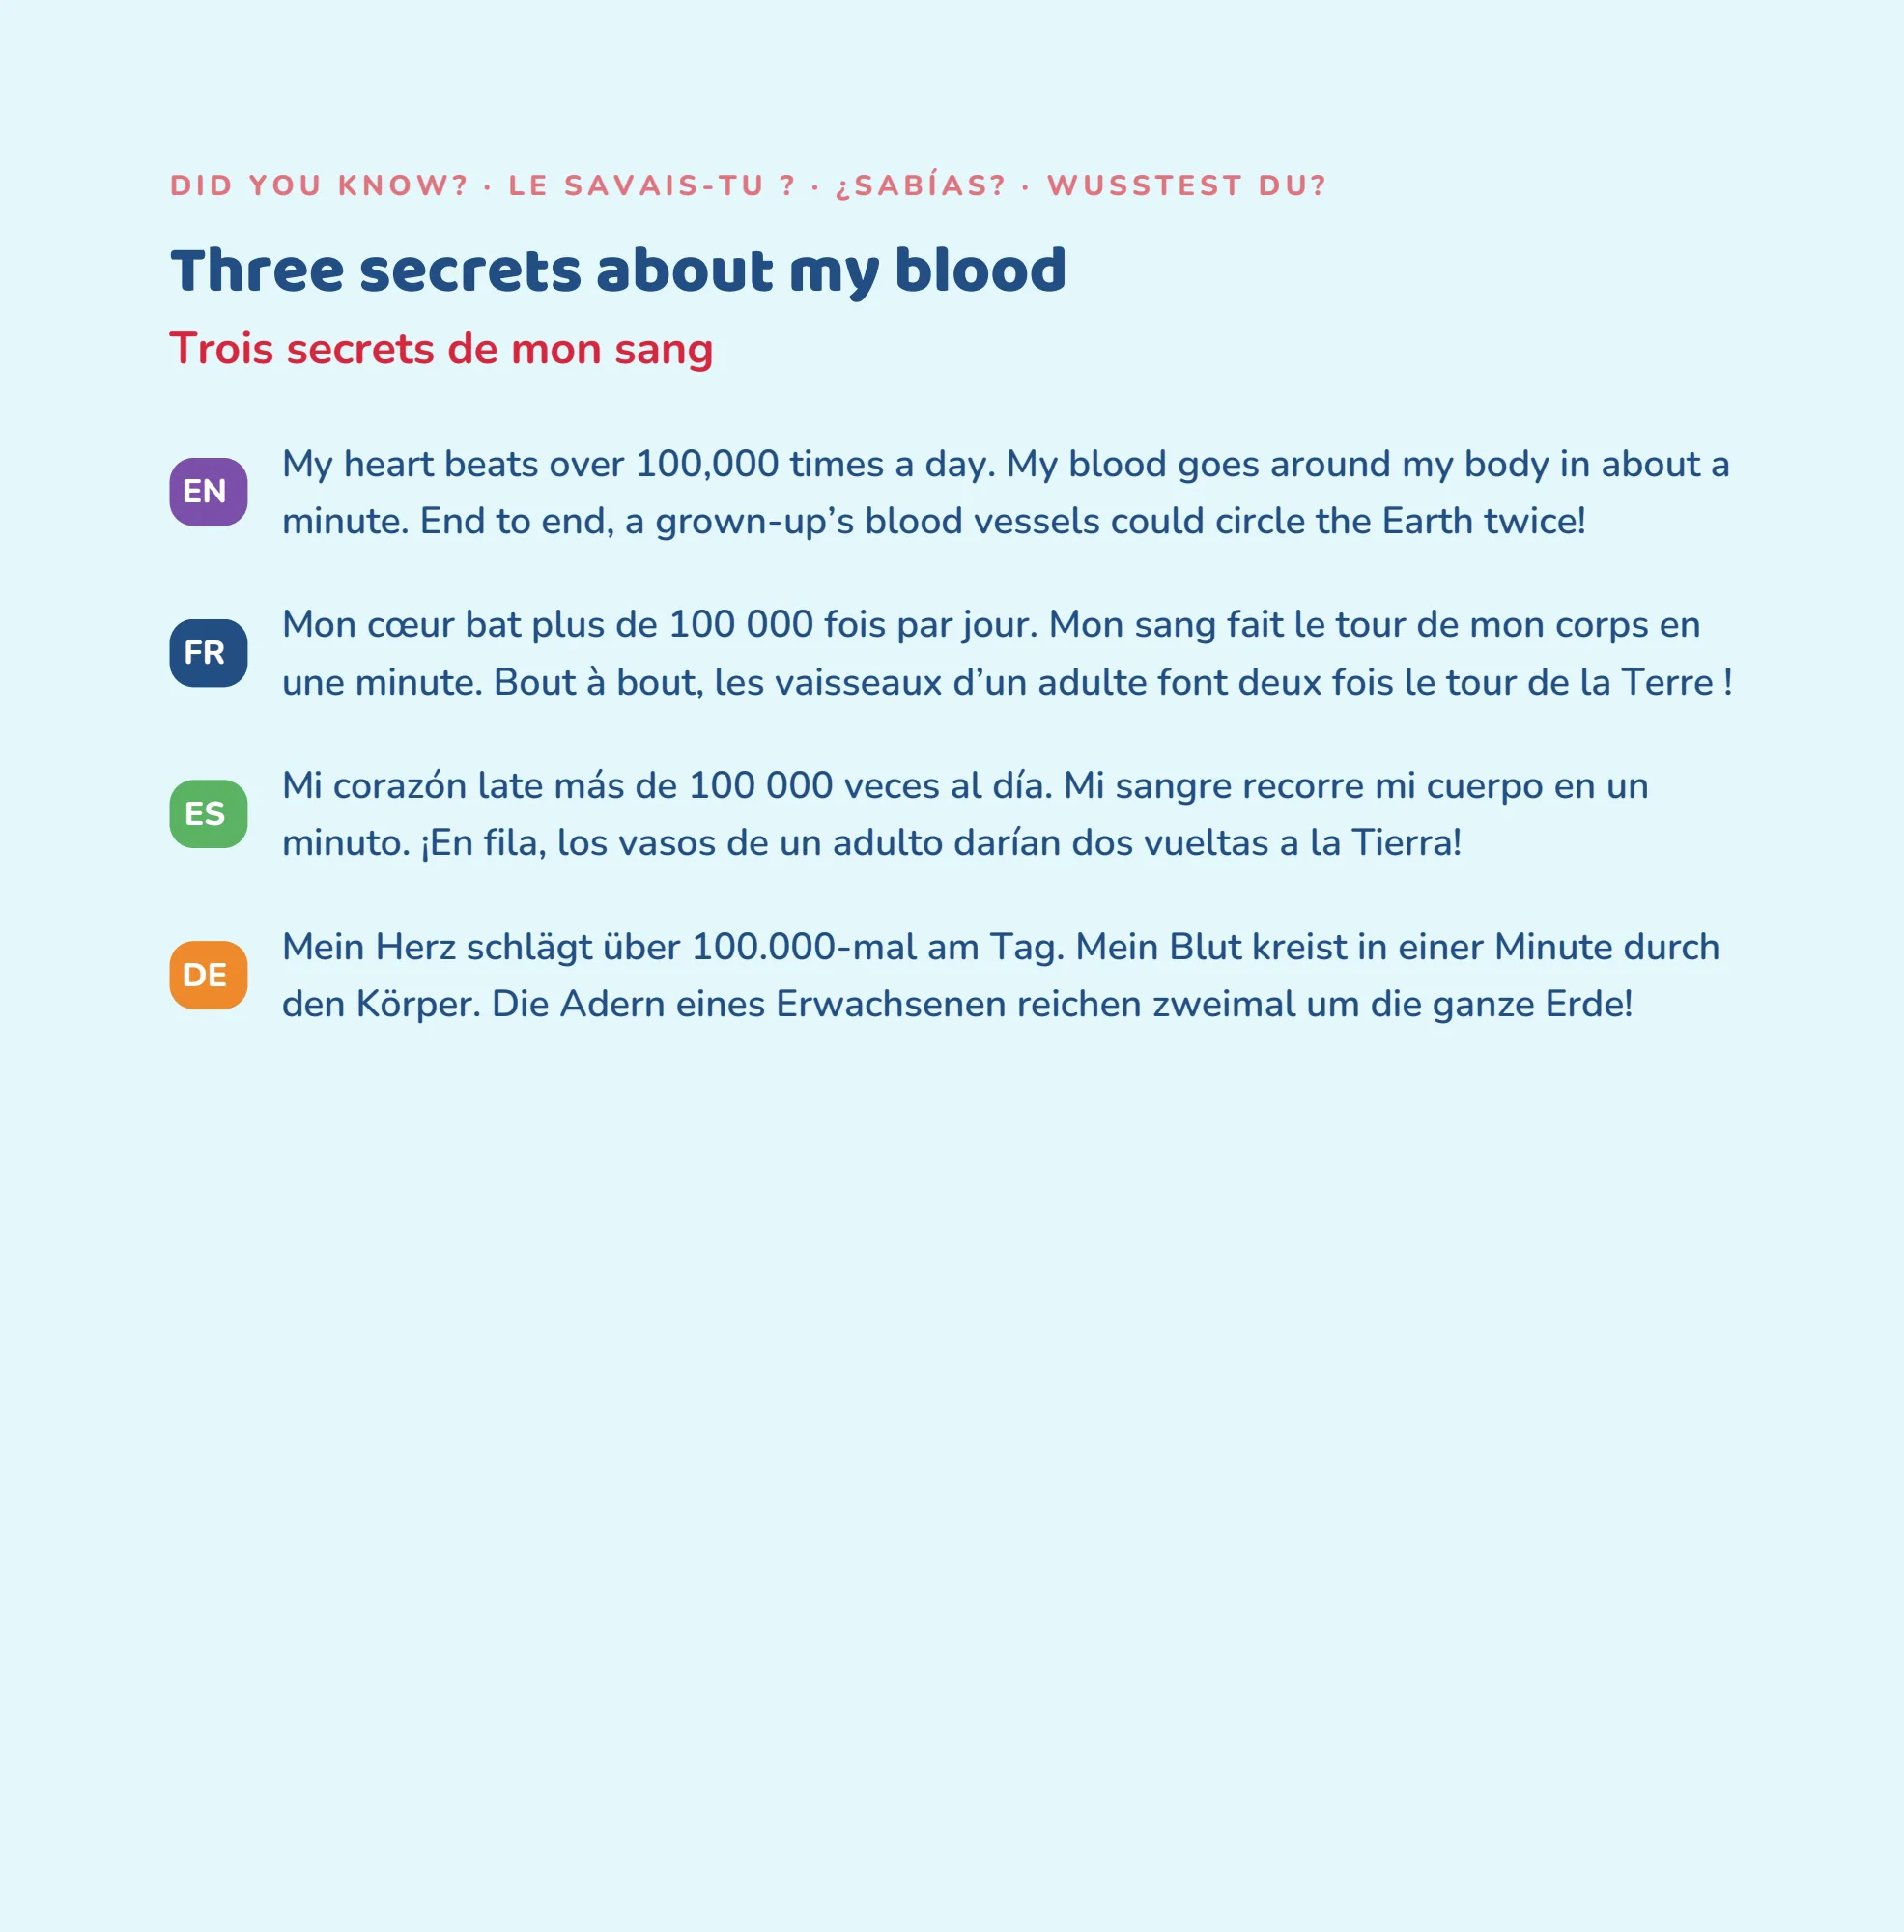 DID YOU KNOW? · LE SAVAIS-TU ? · ¿SABÍAS? · WUSSTEST DU?
Three secrets about my blood
Trois secrets de mon sang
EN
My heart beats over 100,000 times a day. My blood goes around my body in about a
minute. End to end, a grown-up’s blood vessels could circle the Earth twice!
FR
Mon cœur bat plus de 100 000 fois par jour. Mon sang fait le tour de mon corps en
une minute. Bout à bout, les vaisseaux d’un adulte font deux fois le tour de la Terre !
ES
Mi corazón late más de 100 000 veces al día. Mi sangre recorre mi cuerpo en un
minuto. ¡En fila, los vasos de un adulto darían dos vueltas a la Tierra!
DE
Mein Herz schlägt über 100.000-mal am Tag. Mein Blut kreist in einer Minute durch
den Körper. Die Adern eines Erwachsenen reichen zweimal um die ganze Erde!